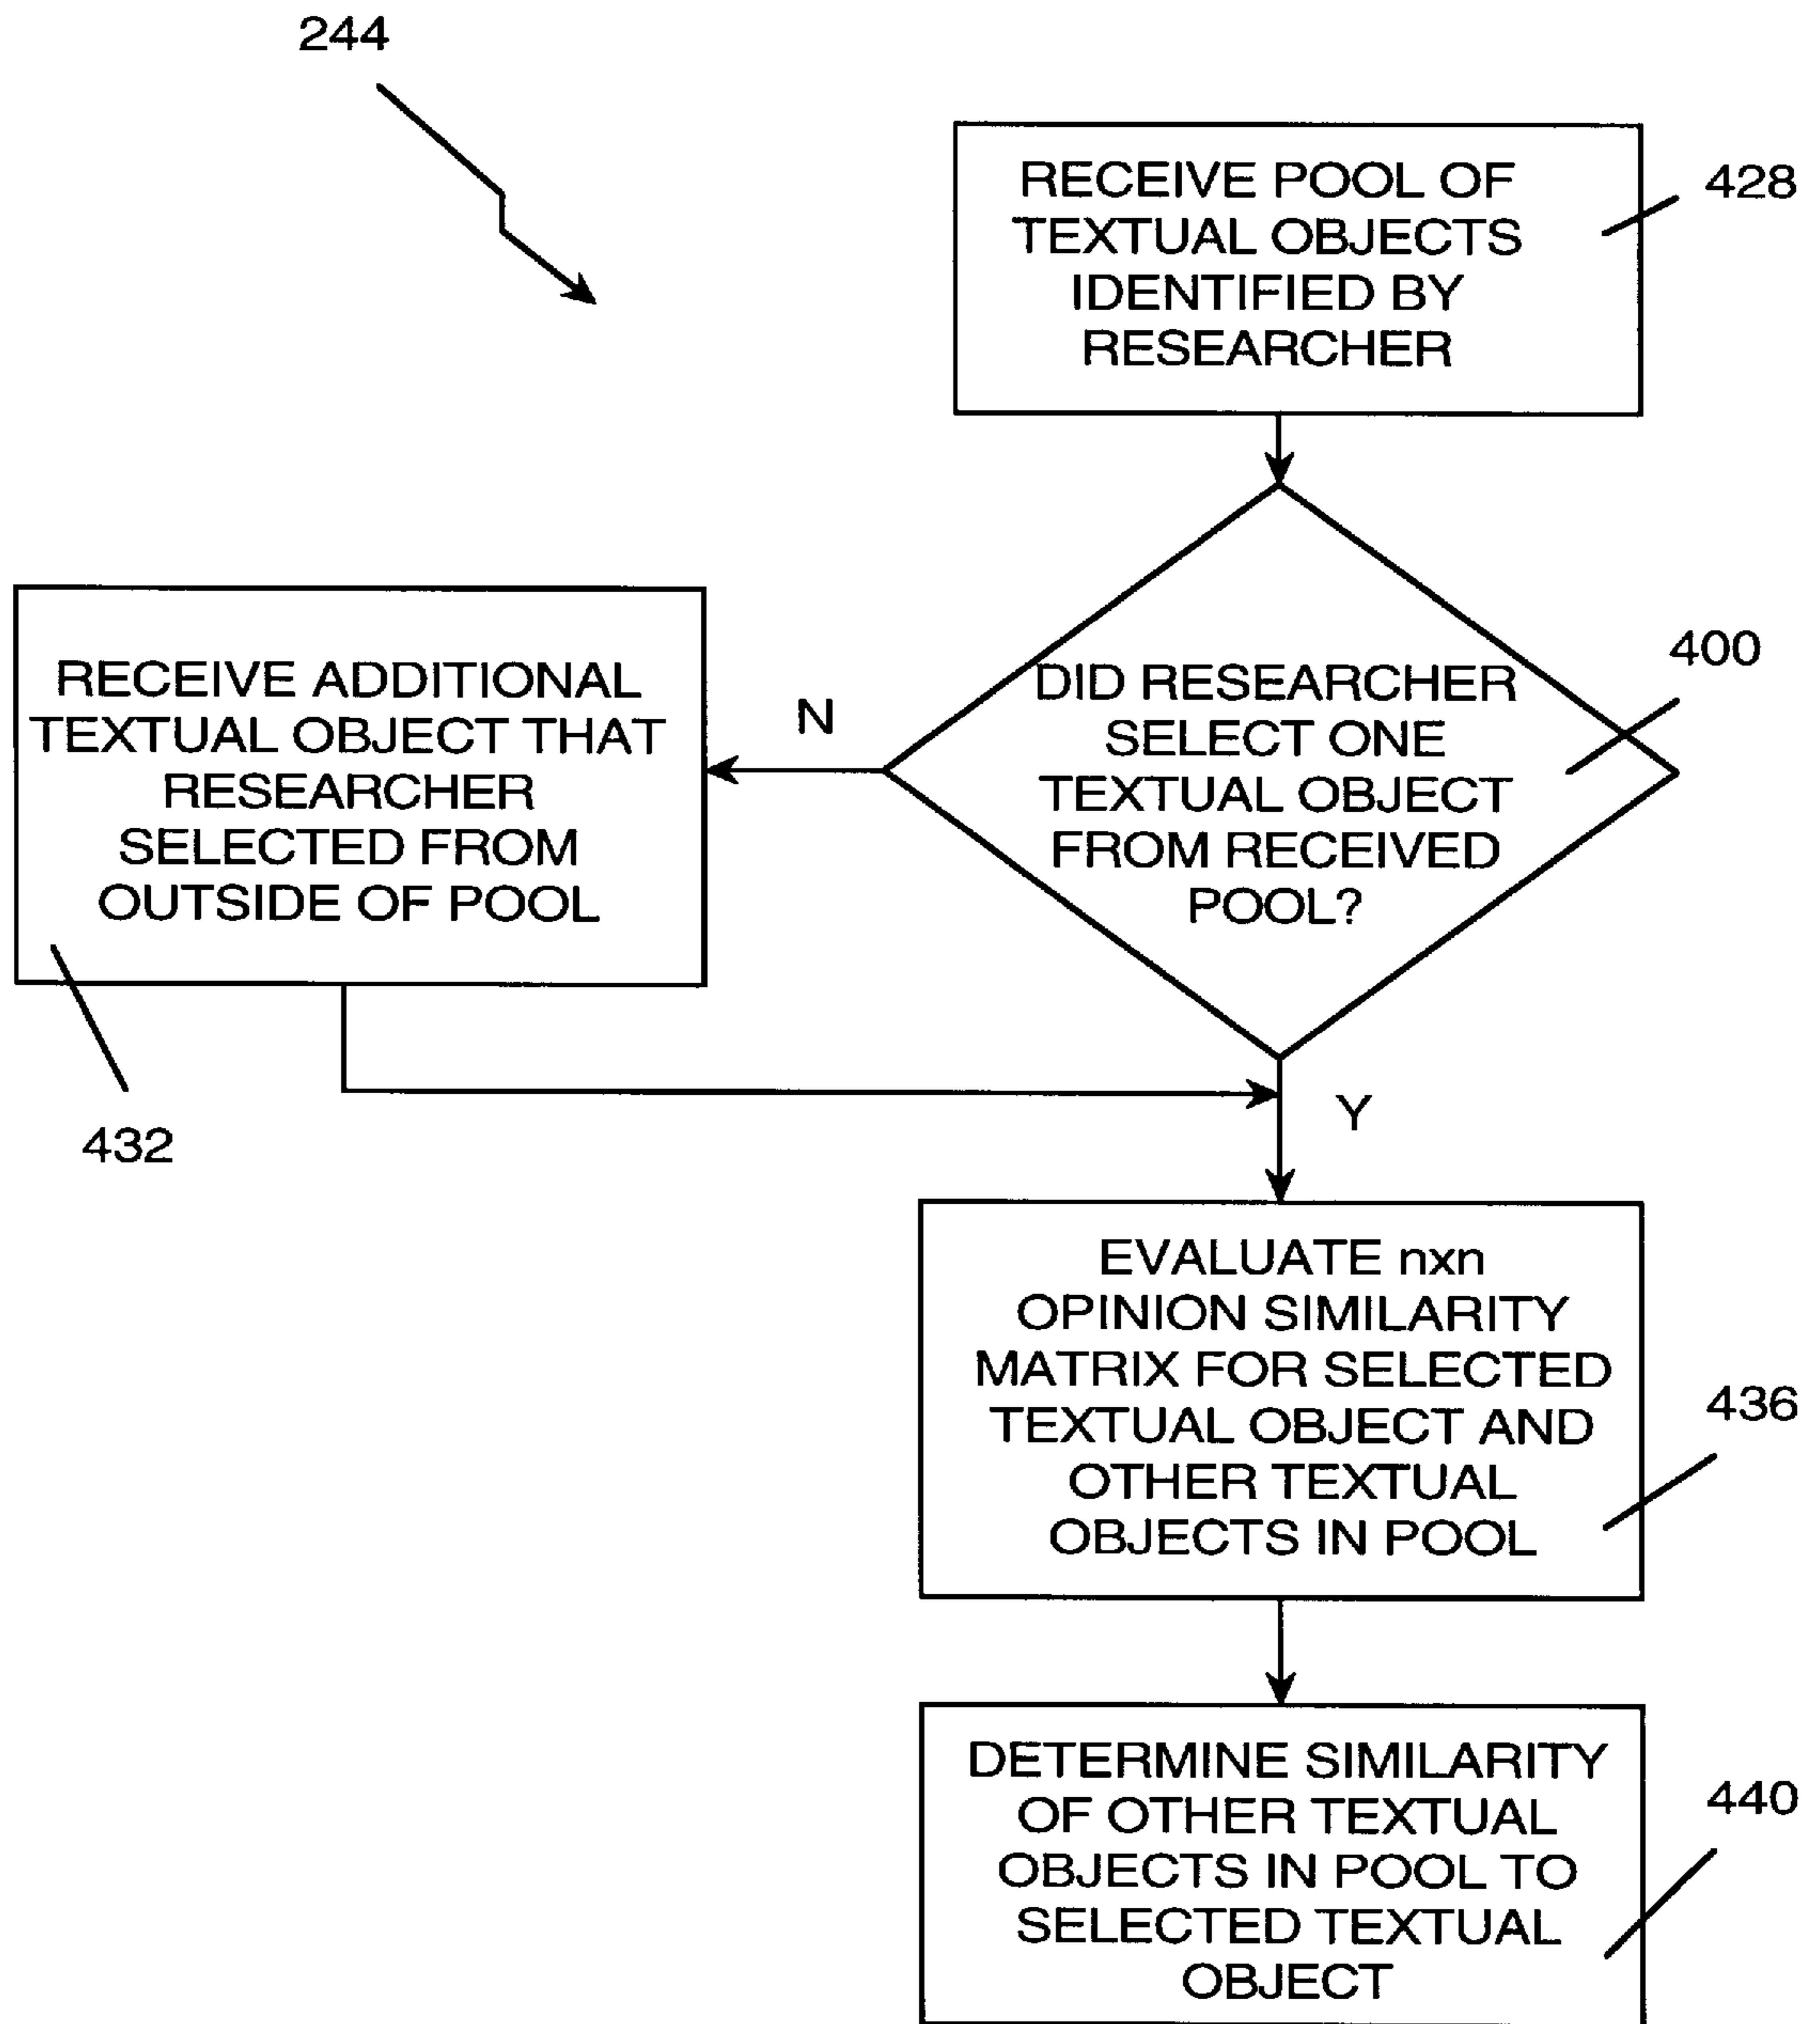 244
RECEIVE POOL OF
TEXTUAL OBJECTS
IDENTIFIED BY
RESEARCHER
428
DID RESEARCHER
SELECT ONE
TEXTUAL OBJECT
FROM RECEIVED
POOL?
400
N
RECEIVE ADDITIONAL
TEXTUAL OBJECT THAT
RESEARCHER
SELECTED FROM
OUTSIDE OF POOL
432
Y
EVALUATE nxn
OPINION SIMILARITY
MATRIX FOR SELECTED
TEXTUAL OBJECT AND
OTHER TEXTUAL
OBJECTS IN POOL
436
DETERMINE SIMILARITY
OF OTHER TEXTUAL
OBJECTS IN POOL TO
SELECTED TEXTUAL
OBJECT
440